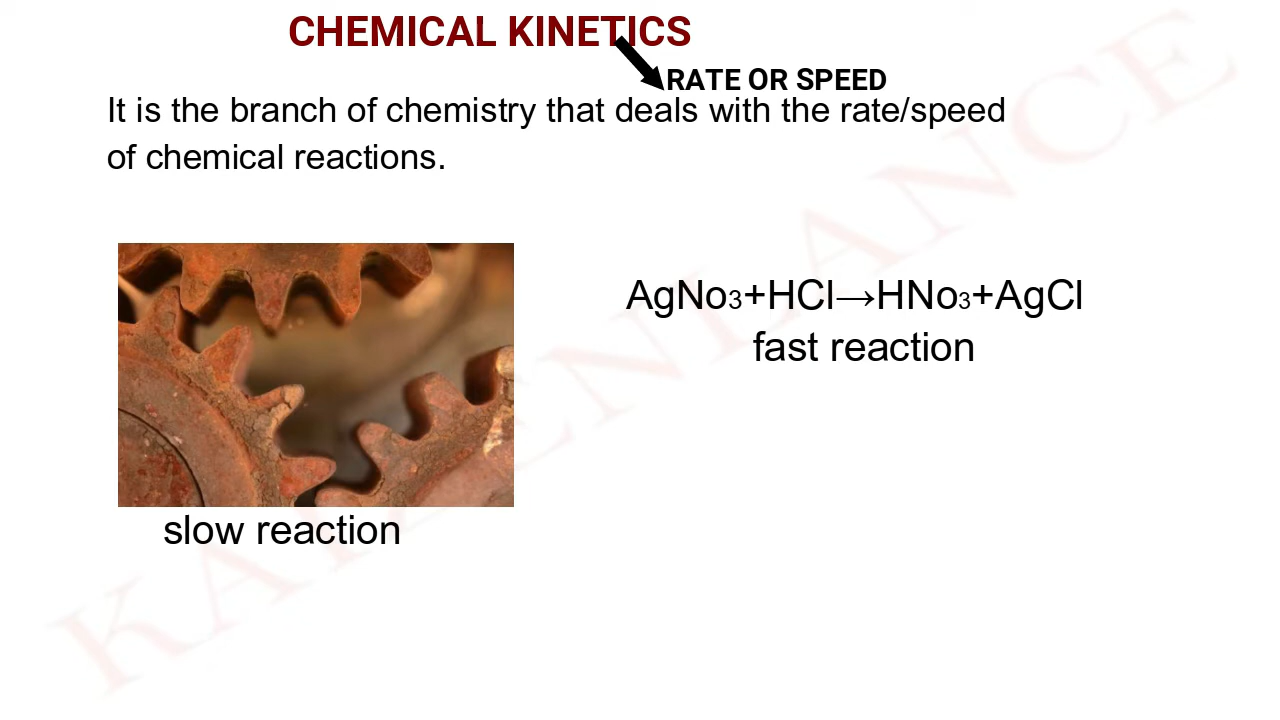 CHEMICAL KINETICS
RATE OR SPEED
It is the branch of chemistry that deals with the rate/speed
of chemical reactions.
AgNo₃+HCl→HNo₃+AgCl
fast reaction
slow reaction